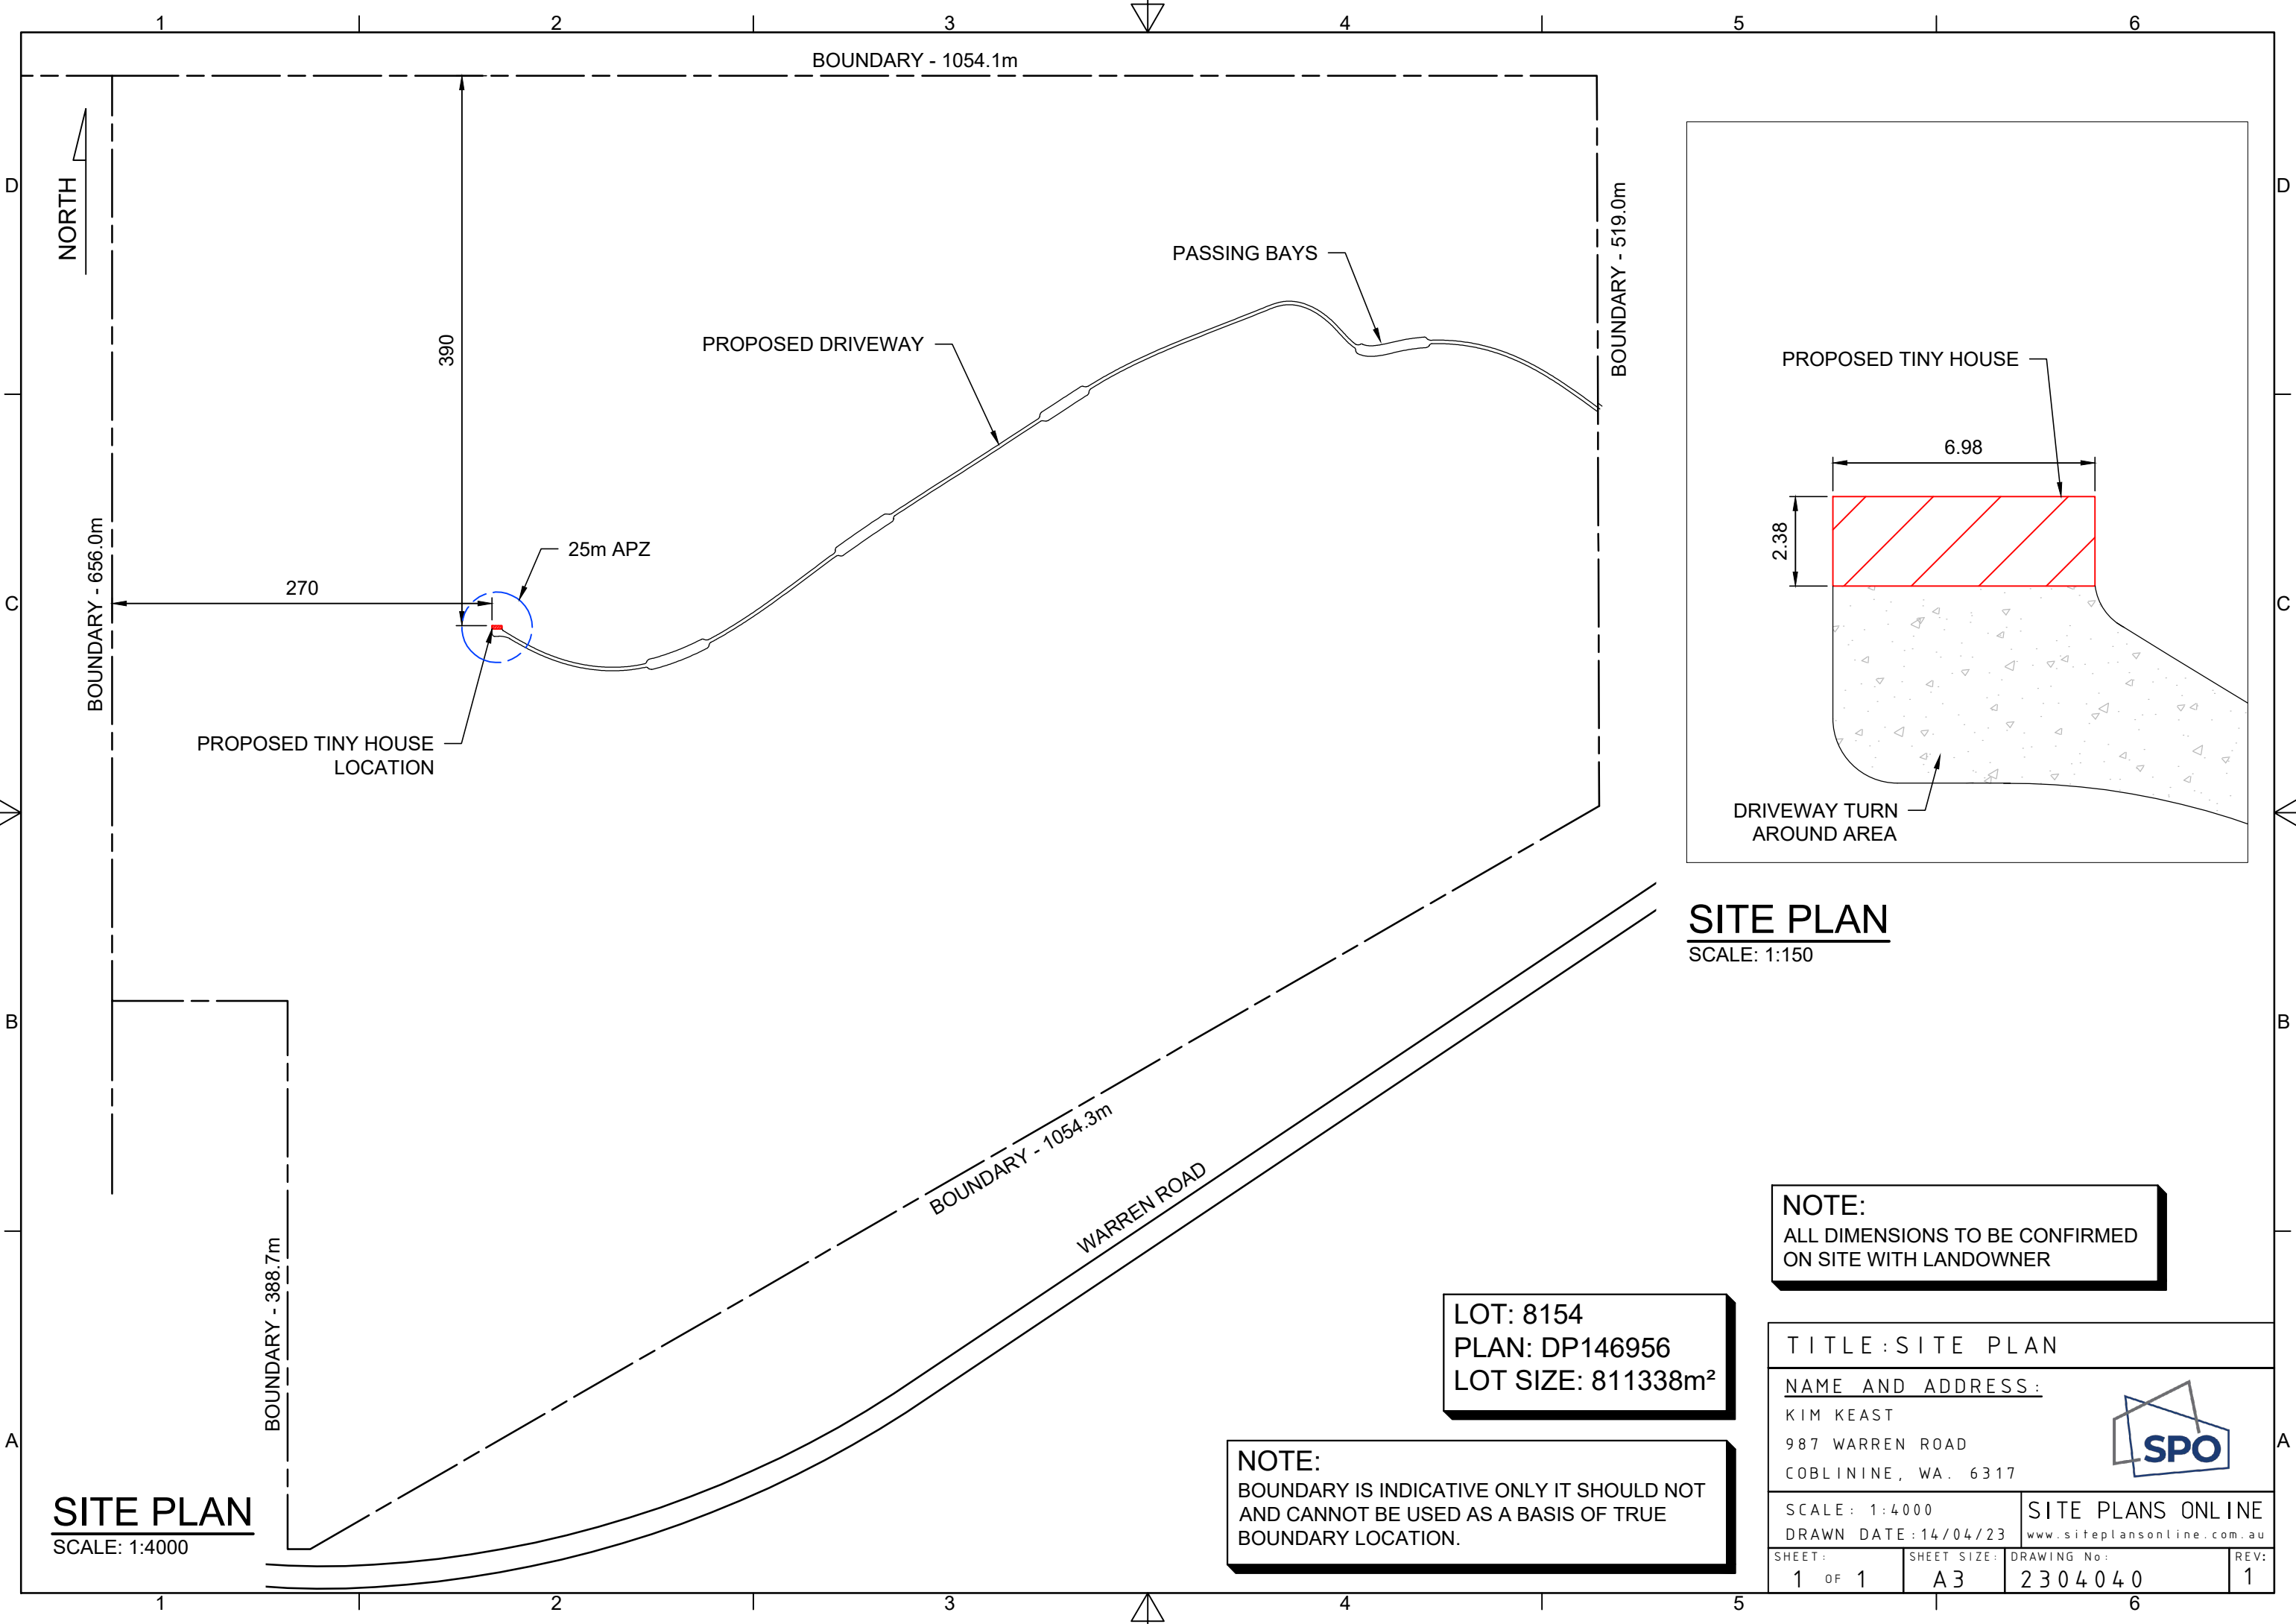 1 2 3 4 5 6
BOUNDARY - 1054.1m
D
D
NORTH
BOUNDARY - 519.0m
PASSING BAYS
390
PROPOSED DRIVEWAY
PROPOSED TINY HOUSE
6.98
2.38
BOUNDARY - 656.0m
25m APZ
270
C
C
PROPOSED TINY HOUSE
LOCATION
DRIVEWAY TURN
AROUND AREA
SITE PLAN
SCALE: 1:150
B
B
BOUNDARY - 1054.3m
WARREN ROAD
BOUNDARY - 388.7m
NOTE:
ALL DIMENSIONS TO BE CONFIRMED
ON SITE WITH LANDOWNER
LOT: 8154
PLAN: DP146956
LOT SIZE: 811338m²
NOTE:
BOUNDARY IS INDICATIVE ONLY IT SHOULD NOT
AND CANNOT BE USED AS A BASIS OF TRUE
BOUNDARY LOCATION.
A
A
SITE PLAN
SCALE: 1:4000
TITLE: SITE PLAN
NAME AND ADDRESS:
KIM KEAST
987 WARREN ROAD
COBLININE, WA. 6317
SPO
SCALE: 1:4000
DRAWN DATE: 14/04/23
SITE PLANS ONLINE
www.siteplansonline.com.au
SHEET:
1 OF 1
SHEET SIZE:
A3
DRAWING No:
2304040
REV:
1
1 2 3 4 5 6